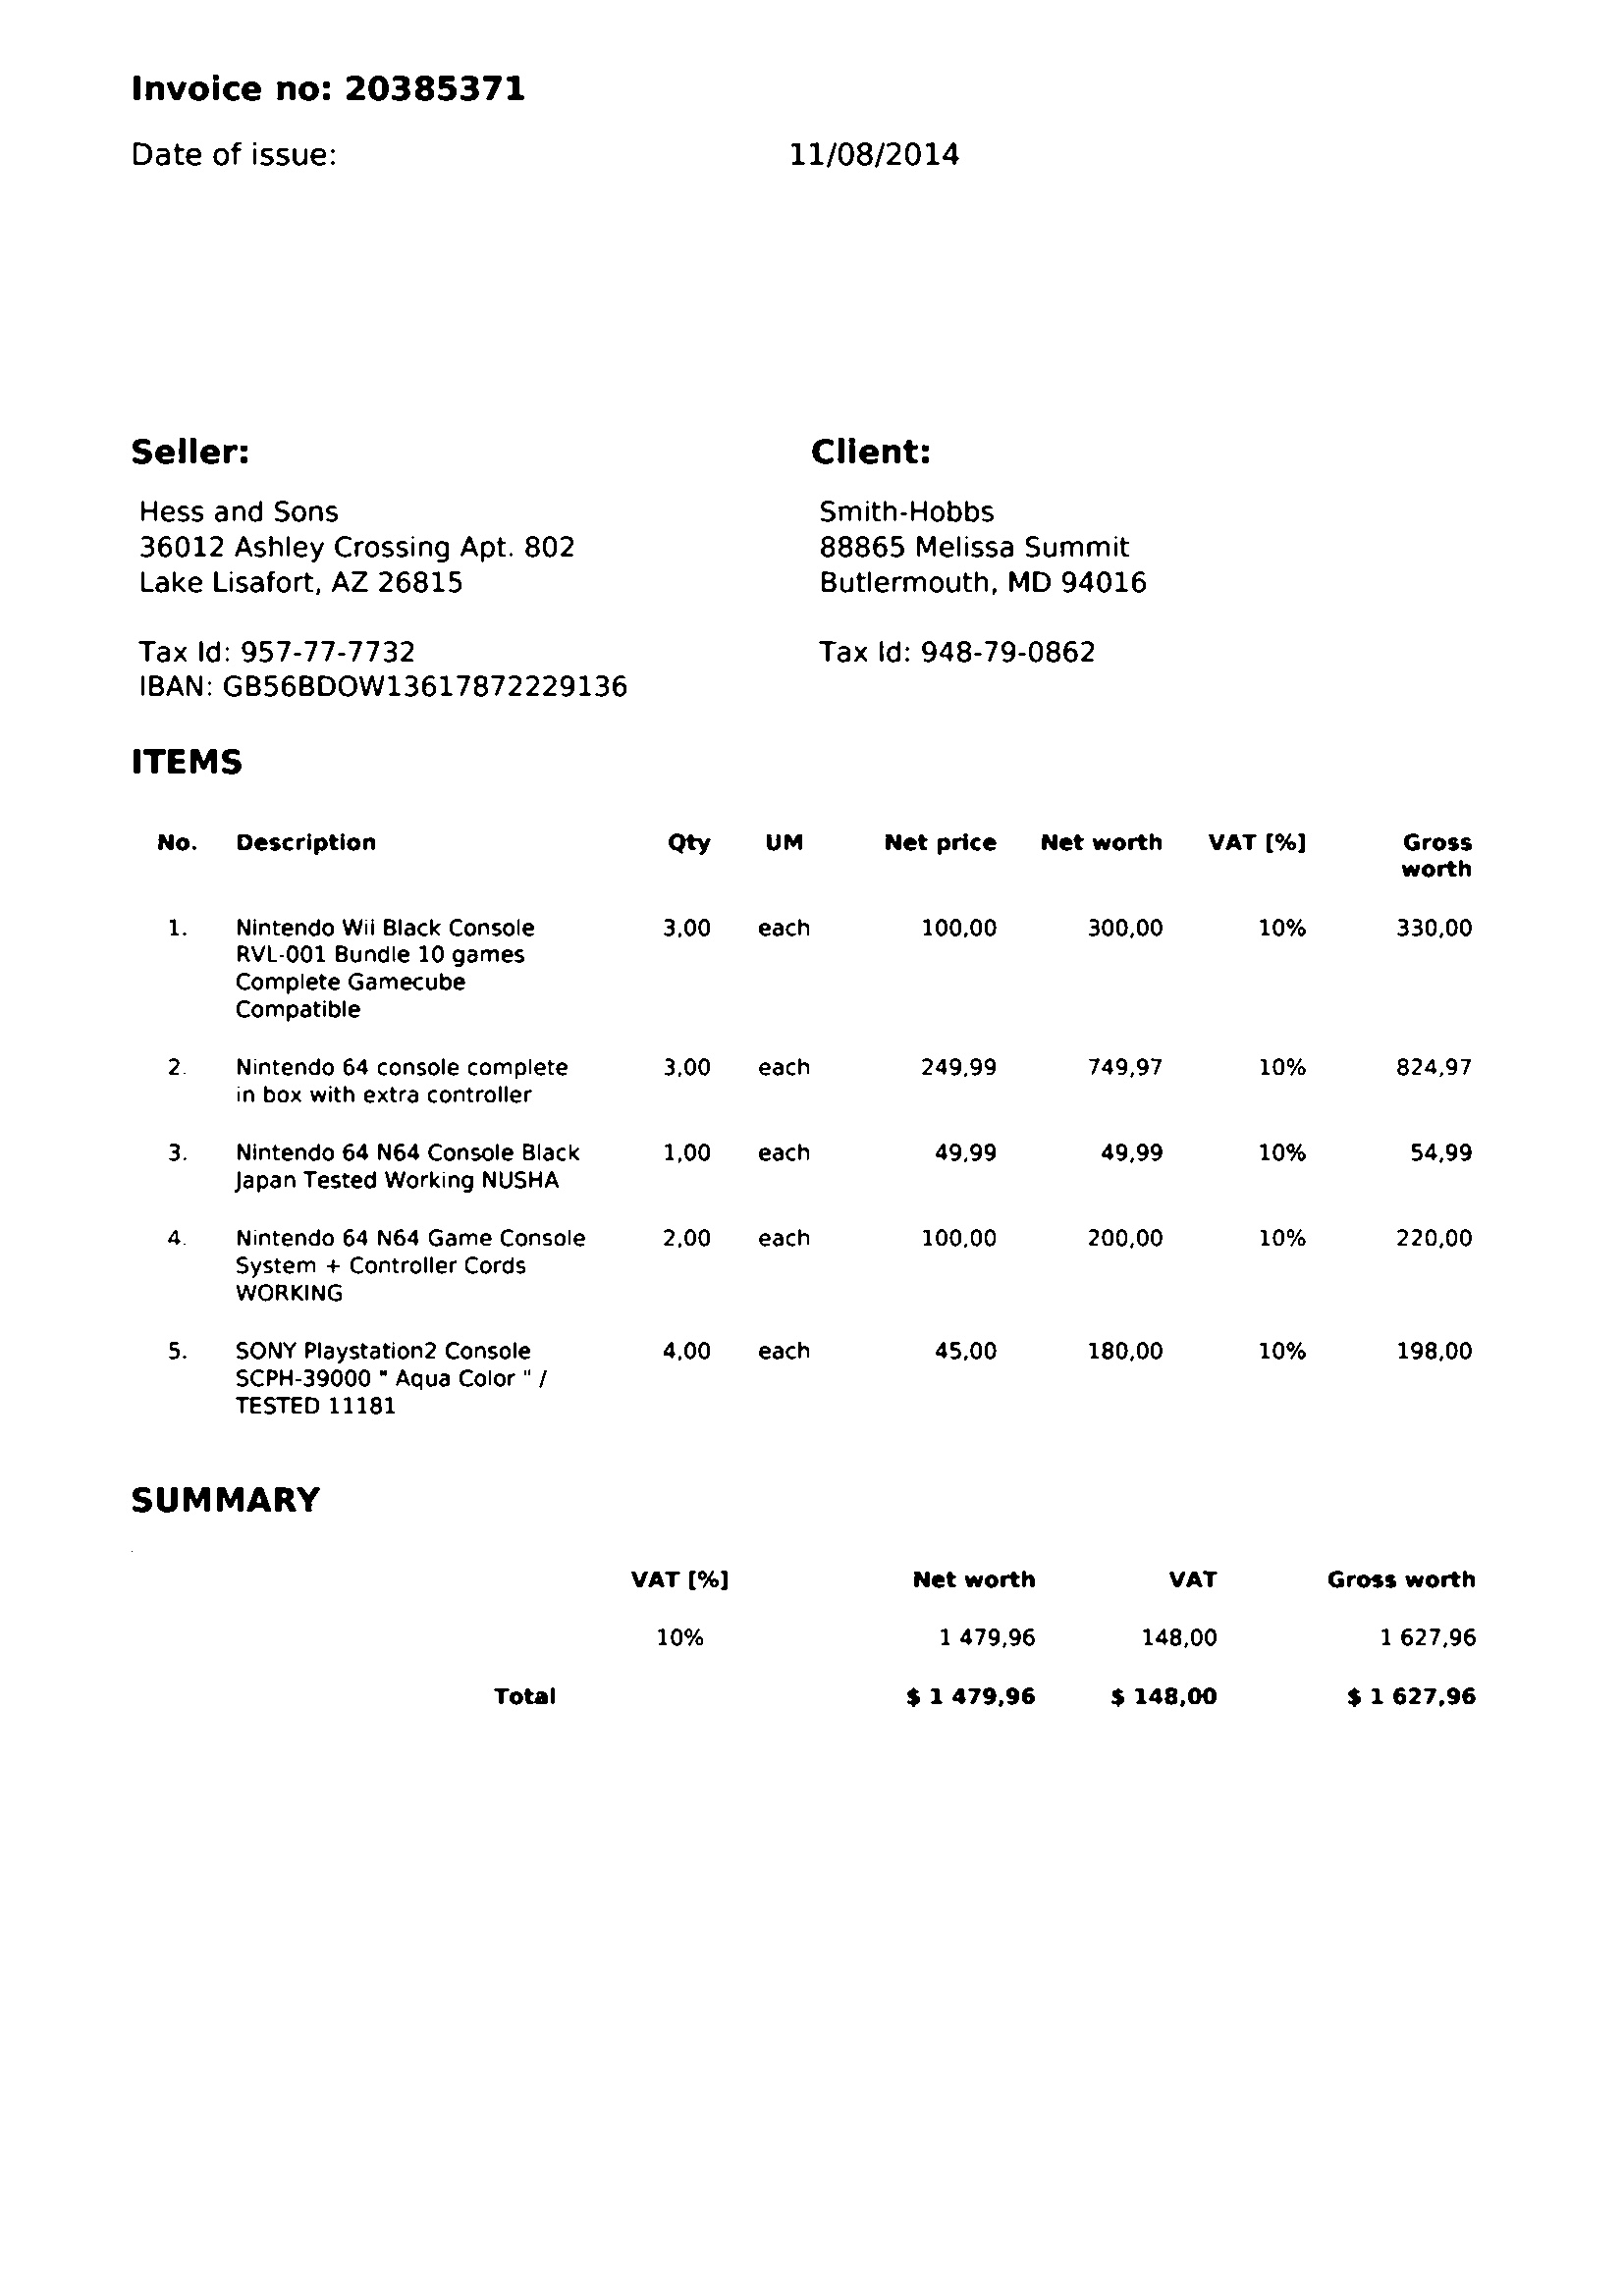 Invoice no: 20385371
Date of issue: 11/08/2014
Seller: Client:
Hess and Sons Smith-Hobbs
36012 Ashley Crossing Apt. 802 88865 Melissa Summit
Lake Lisafort, AZ 26815 Butlermouth, MD 94016
Tax Id: 957-77-7732 Tax Id: 948-79-0862
IBAN: GB56BDOW13617872229136
ITEMS
No. Description Qty UM Net price Net worth VAT [%] Gross
worth
1. Nintendo Wii Black Console 3,00 each 100,00 300,00 10% 330,00
RVL-001 Bundle 10 games
Complete Gamecube
Compatible
2. Nintendo 64 console complete 3,00 each 249,99 749,97 10% 824,97
in box with extra controller
3. Nintendo 64 N64 Console Black 1,00 each 49,99 49,99 10% 54,99
Japan Tested Working NUSHA
4. Nintendo 64 N64 Game Console 2,00 each 100,00 200,00 10% 220,00
System + Controller Cords
WORKING
5. SONY Playstation2 Console 4,00 each 45,00 180,00 10% 198,00
SCPH-39000 " Aqua Color " /
TESTED 11181
SUMMARY
VAT [%] Net worth VAT Gross worth
10% 1 479,96 148,00 1 627,96
Total $ 1 479,96 $ 148,00 $ 1 627,96